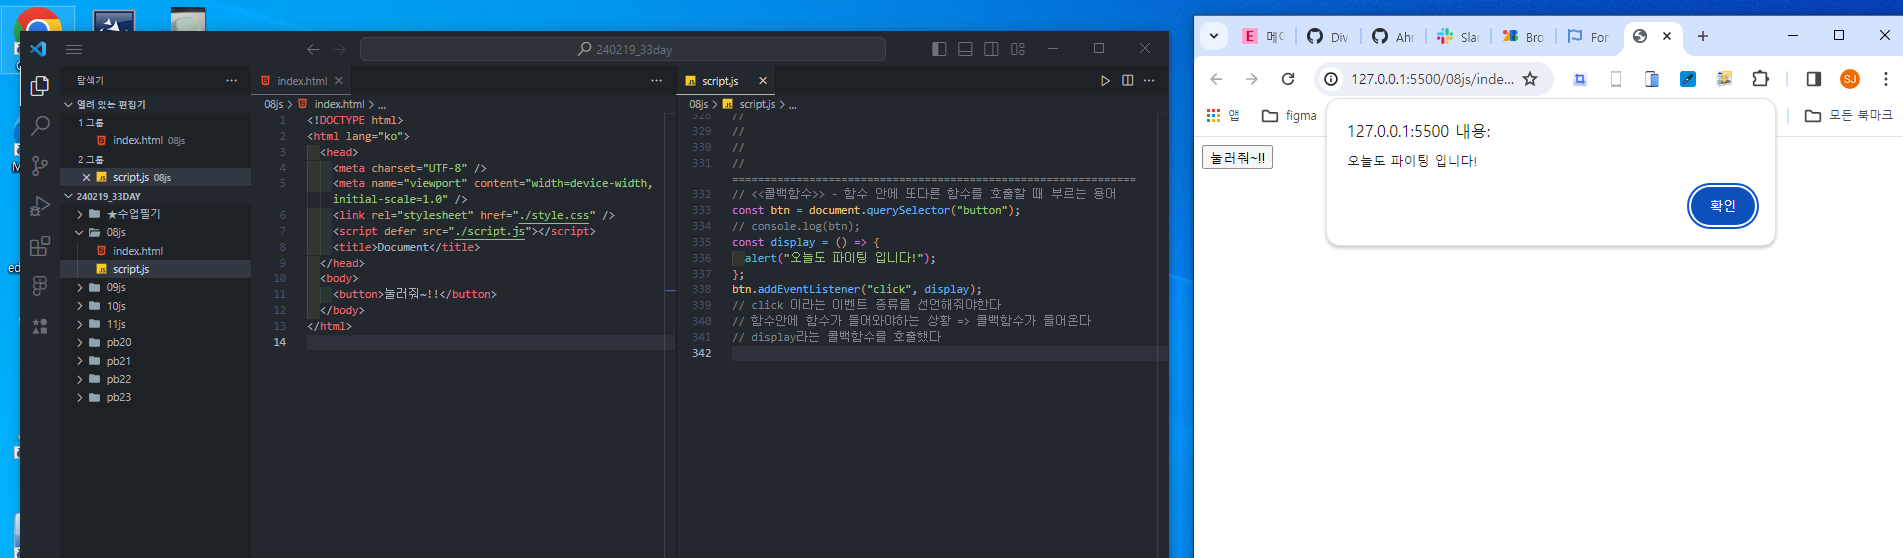 240219_33day
탐색기
열려 있는 편집기
1 그룹
index.html 08js
2 그룹
script.js 08js
240219_33DAY
★수업필기
08js
index.html
script.js
09js
10js
11js
pb20
pb21
pb22
pb23
index.html
08js > index.html > ...
1 <!DOCTYPE html>
2 <html lang="ko">
3 <head>
4 <meta charset="UTF-8" />
5 <meta name="viewport" content="width=device-width,
initial-scale=1.0" />
6 <link rel="stylesheet" href="./style.css" />
7 <script defer src="./script.js"></script>
8 <title>Document</title>
9 </head>
10 <body>
11 <button>눌러줘~!!</button>
12 </body>
13 </html>
14
script.js
08js > script.js > ...
328 //
329 //
330 //
331 //
===============================================================
332 // <<콜백함수>> - 함수 안에 또다른 함수를 호출할 때 부르는 용어
333 const btn = document.querySelector("button");
334 // console.log(btn);
335 const display = () => {
336 alert("오늘도 파이팅 입니다!");
337 };
338 btn.addEventListener("click", display);
339 // click 이라는 이벤트 종류를 선언해줘야한다
340 // 함수안에 함수가 들어와야하는 상황 => 콜백함수가 들어온다
341 // display라는 콜백함수를 호출했다
342
E Div Ahr Sla Bro For
127.0.0.1:5500/08js/inde...
SJ
앱 figma 모든 북마크
눌러줘~!!
127.0.0.1:5500 내용:
오늘도 파이팅 입니다!
확인